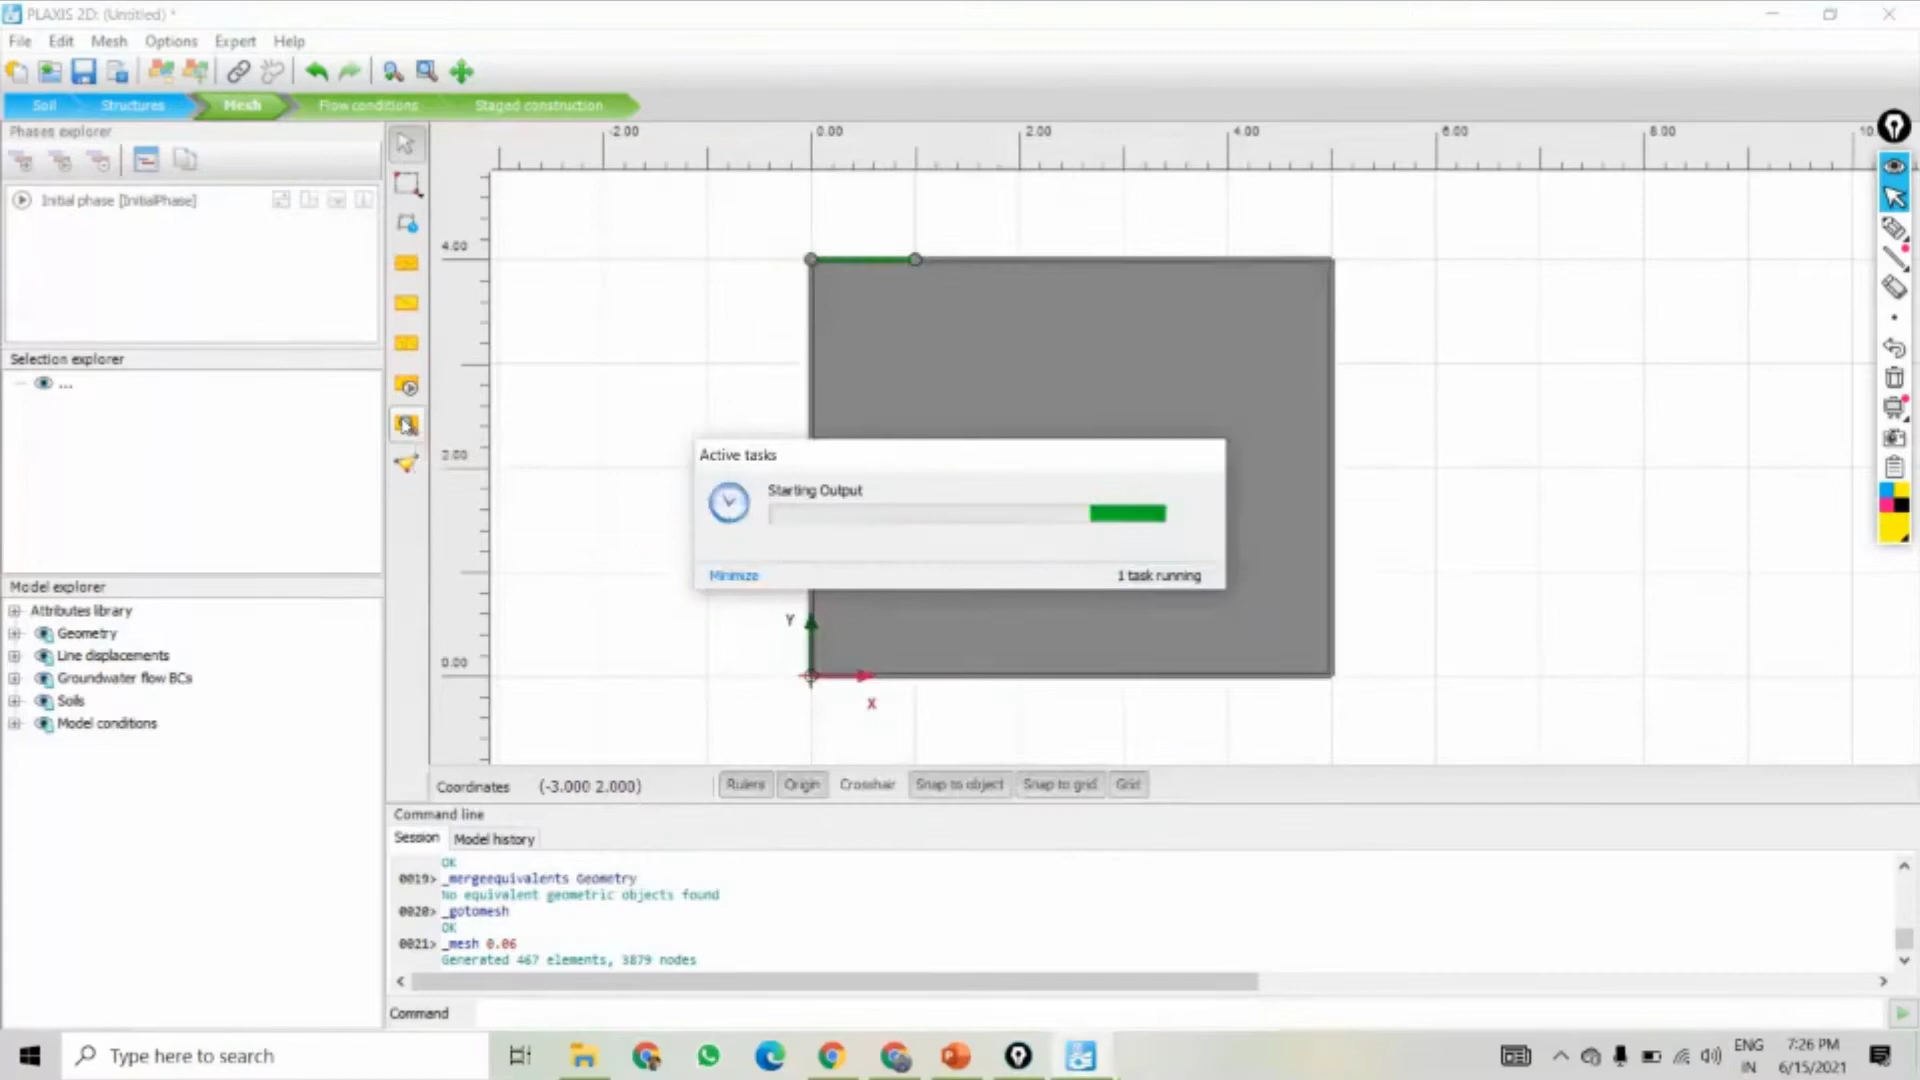 PLAXIS 2D: (Untitled) *
File Edit Mesh Options Expert Help
Soil Structures Mesh Flow conditions Staged construction
Phases explorer
Initial phase [InitialPhase]
Selection explorer
...
Model explorer
Attributes library
Geometry
Line displacements
Groundwater flow BCs
Soils
Model conditions
-2.00 0.00 2.00 4.00 6.00 8.00 10.
4.00
2.00
0.00
Y
X
Active tasks
Starting Output
Minimize 1 task running
Coordinates (-3.000 2.000) Rulers Origin Crosshair Snap to object Snap to grid Grid
Command line
Session Model history
OK
0019> _mergeequivalents Geometry
No equivalent geometric objects found
0020> _gotomesh
OK
0021> _mesh 0.06
Generated 467 elements, 3879 nodes
Command
Type here to search
ENG
IN
7:26 PM
6/15/2021